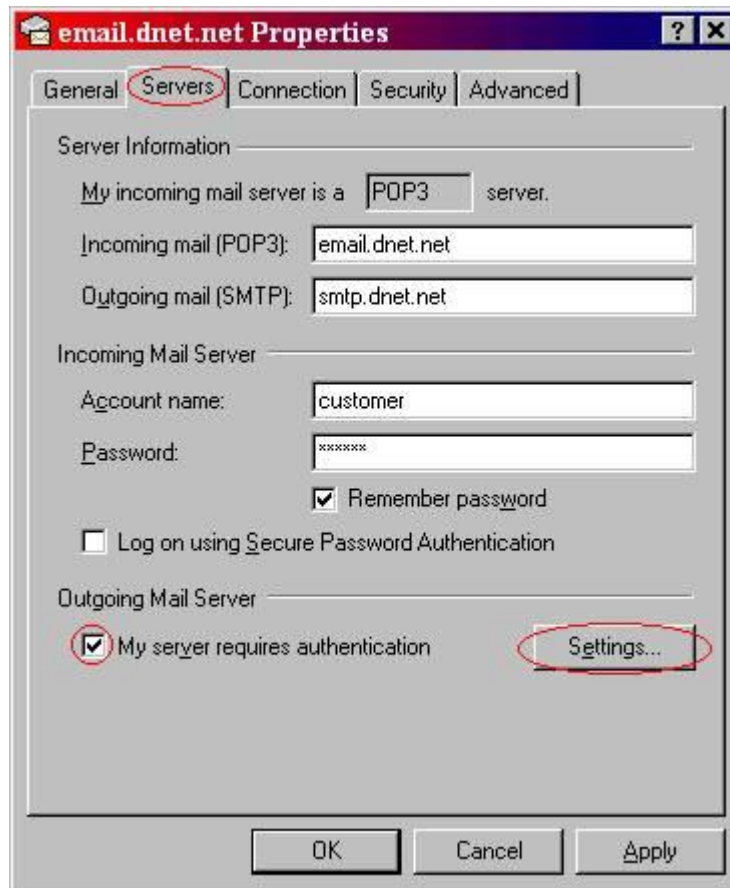 email.dnet.net Properties
General Servers Connection Security Advanced
Server Information
My incoming mail server is a POP3 server.
Incoming mail (POP3): email.dnet.net
Outgoing mail (SMTP): smtp.dnet.net
Incoming Mail Server
Account name: customer
Password: ******
Remember password
Log on using Secure Password Authentication
Outgoing Mail Server
My server requires authentication Settings...
OK Cancel Apply